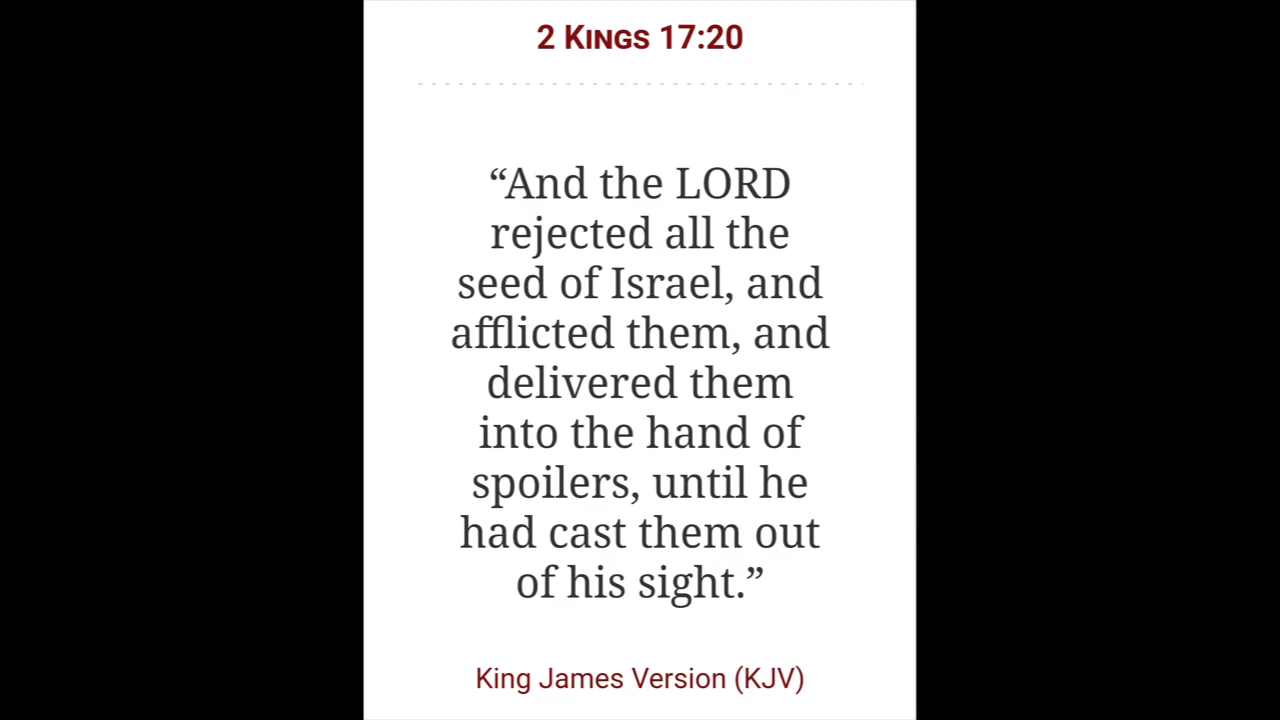 2 Kings 17:20
“And the LORD
rejected all the
seed of Israel, and
afflicted them, and
delivered them
into the hand of
spoilers, until he
had cast them out
of his sight.”
King James Version (KJV)